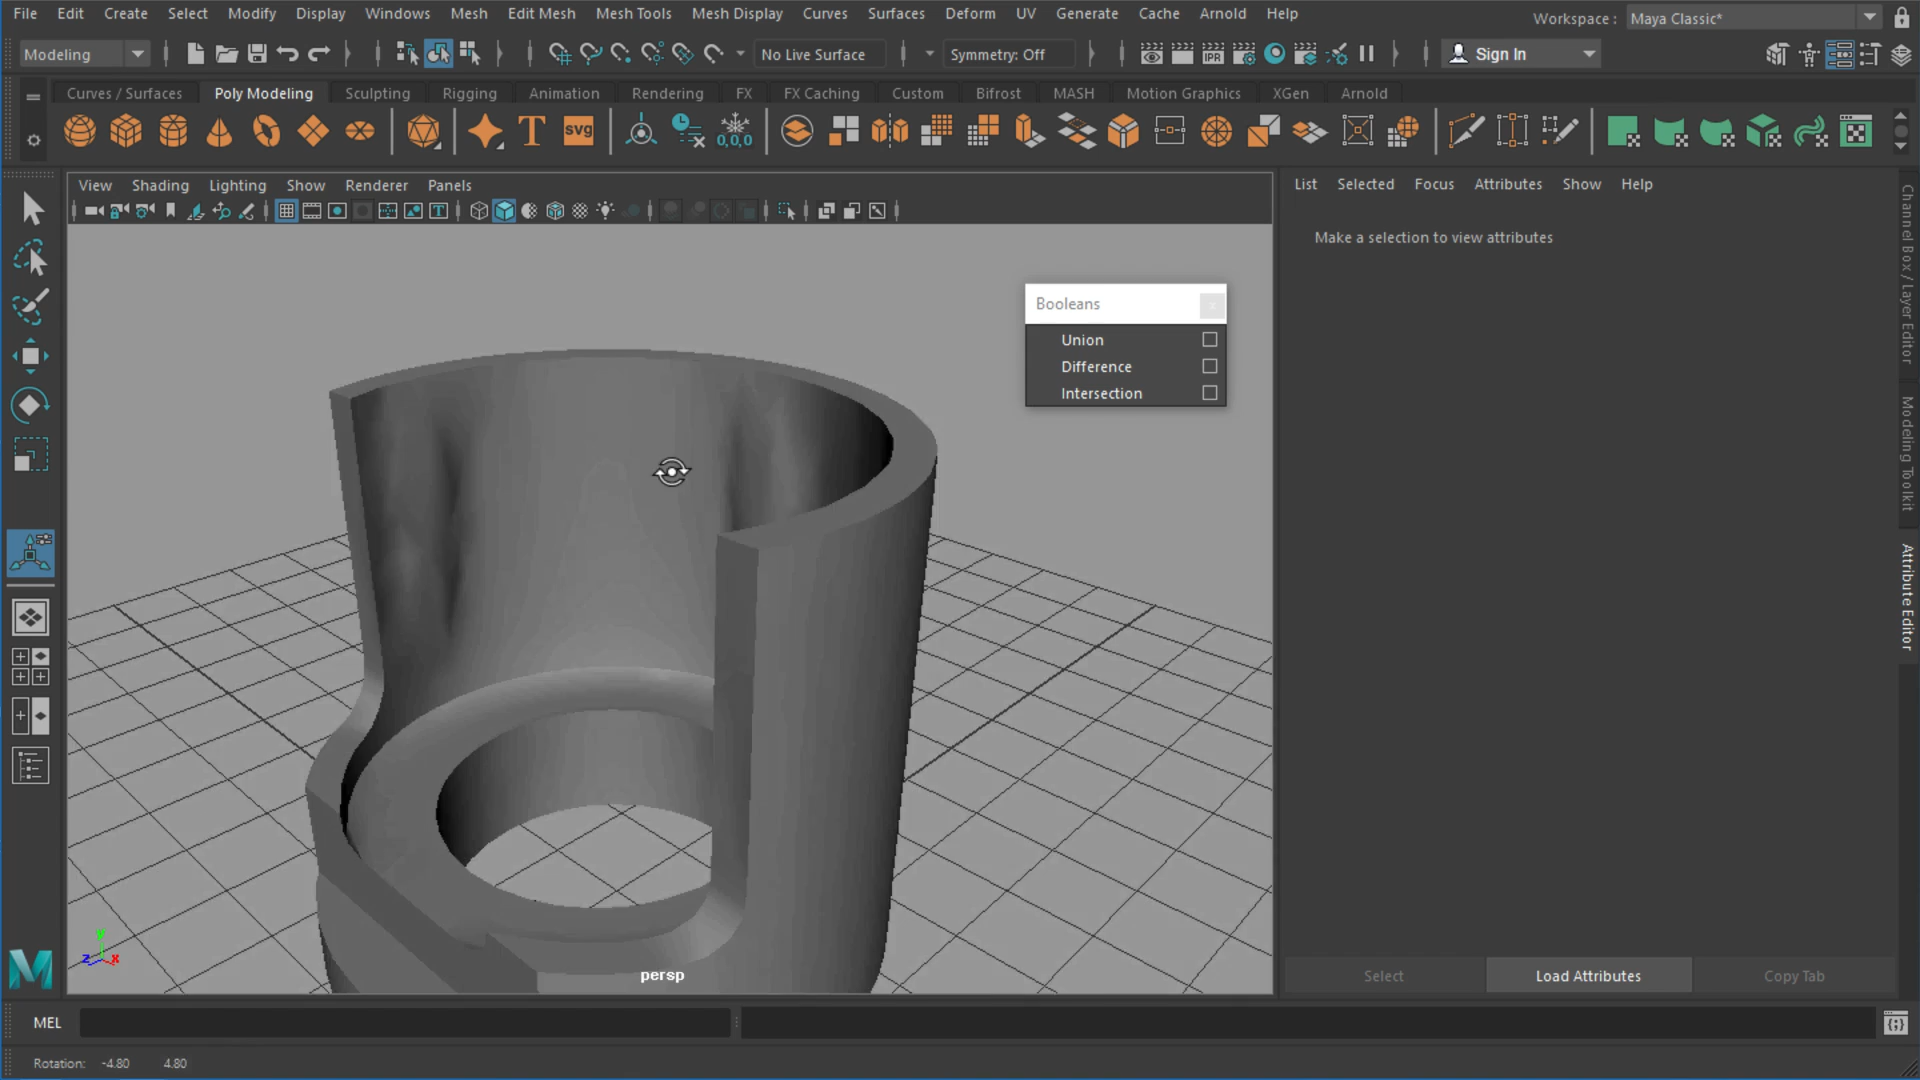 File Edit Create Select Modify Display Windows Mesh Edit Mesh Mesh Tools Mesh Display Curves Surfaces Deform UV Generate Cache Arnold Help
Workspace : Maya Classic*
Modeling No Live Surface Symmetry: Off Sign In
Curves / Surfaces Poly Modeling Sculpting Rigging Animation Rendering FX FX Caching Custom Bifrost MASH Motion Graphics XGen Arnold
T svg 0,0,0
View Shading Lighting Show Renderer Panels
IPR
List Selected Focus Attributes Show Help
Make a selection to view attributes
Booleans
Union
Difference
Intersection
Channel Box / Layer Editor
Modeling Toolkit
Attribute Editor
y
z x
persp
Select Load Attributes Copy Tab
M
MEL
Rotation: -4.80 4.80